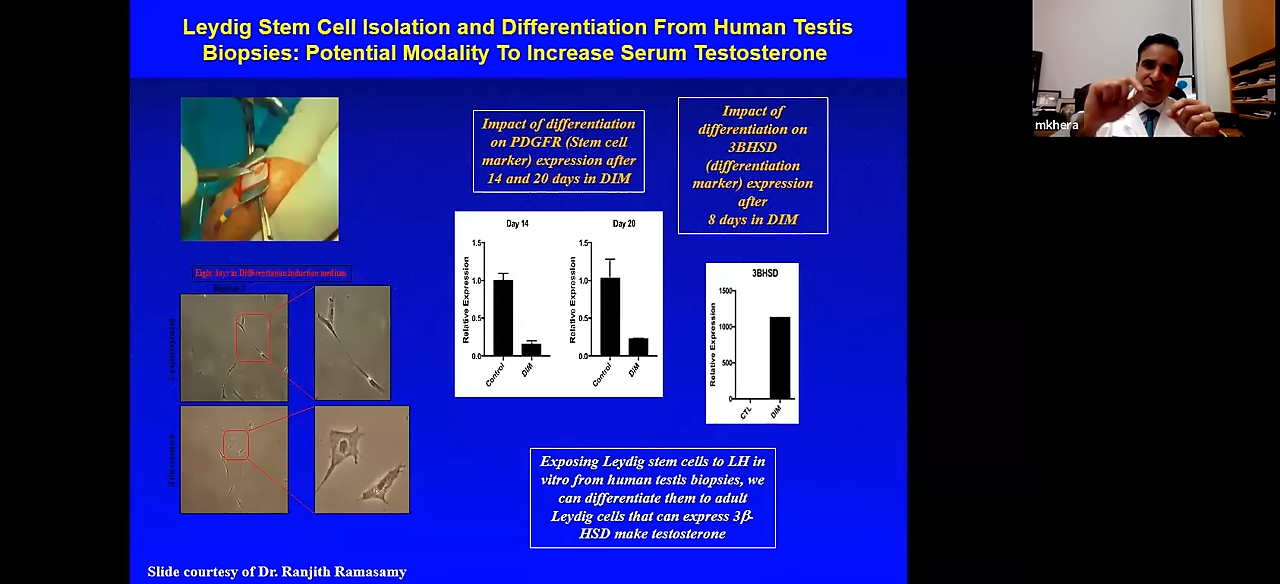 Leydig Stem Cell Isolation and Differentiation From Human Testis
Biopsies: Potential Modality To Increase Serum Testosterone
mkhera
Impact of differentiation
on PDGFR (Stem cell
marker) expression after
14 and 20 days in DIM
Impact of
differentiation on
3BHSD
(differentiation
marker) expression
after
8 days in DIM
Day 14
Relative Expression
1.5
1.0
0.5
0.0
Control
DIM
Day 20
Relative Expression
1.5
1.0
0.5
0.0
Control
DIM
3BHSD
Relative Expression
1500
1000
500
0
CTL
DIM
Eight days in Differentiation induction medium
Exposing Leydig stem cells to LH in
vitro from human testis biopsies, we
can differentiate them to adult
Leydig cells that can express 3β-
HSD make testosterone
Slide courtesy of Dr. Ranjith Ramasamy